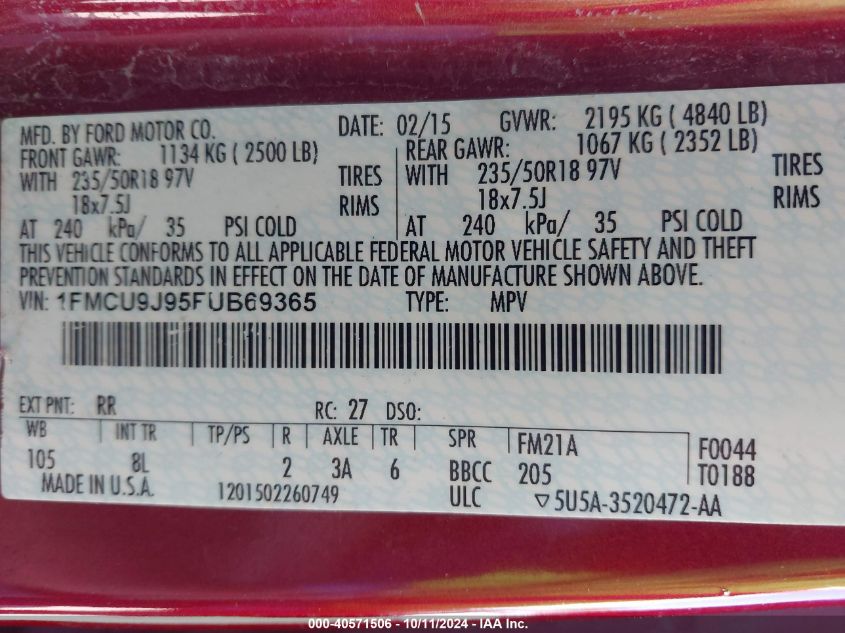 MFD. BY FORD MOTOR CO. DATE: 02/15 GVWR: 2195 KG ( 4840 LB)
FRONT GAWR: 1134 KG ( 2500 LB) REAR GAWR: 1067 KG ( 2352 LB)
WITH 235/50R18 97V TIRES WITH 235/50R18 97V TIRES
18x7.5J RIMS 18x7.5J RIMS
AT 240 kPa/ 35 PSI COLD AT 240 kPa/ 35 PSI COLD
THIS VEHICLE CONFORMS TO ALL APPLICABLE FEDERAL MOTOR VEHICLE SAFETY AND THEFT
PREVENTION STANDARDS IN EFFECT ON THE DATE OF MANUFACTURE SHOWN ABOVE.
VIN: 1FMCU9J95FUB69365 TYPE: MPV
EXT PNT: RR RC: 27 DSO:
WB INT TR TP/PS R AXLE TR SPR FM21A F0044
105 8L 2 3A 6 BBCC 205 T0188
MADE IN U.S.A. 1201502260749 ULC ▽5U5A-3520472-AA
000-40571506 - 10/11/2024 - IAA Inc.